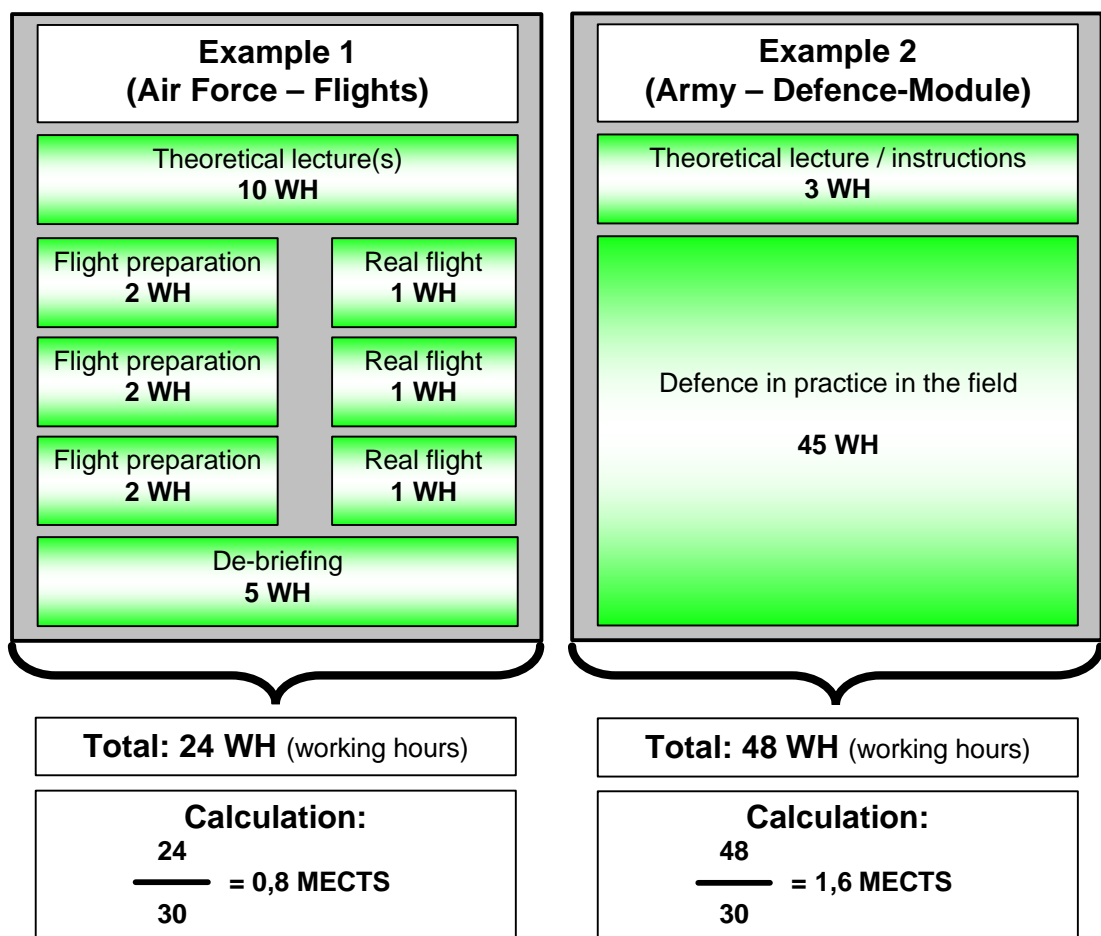 Example 1
(Air Force – Flights)
Theoretical lecture(s)
10 WH
Flight preparation
2 WH
Real flight
1 WH
Flight preparation
2 WH
Real flight
1 WH
Flight preparation
2 WH
Real flight
1 WH
De-briefing
5 WH
Total: 24 WH (working hours)
Calculation:
24
= 0,8 MECTS
30
Example 2
(Army – Defence-Module)
Theoretical lecture / instructions
3 WH
Defence in practice in the field
45 WH
Total: 48 WH (working hours)
Calculation:
48
= 1,6 MECTS
30